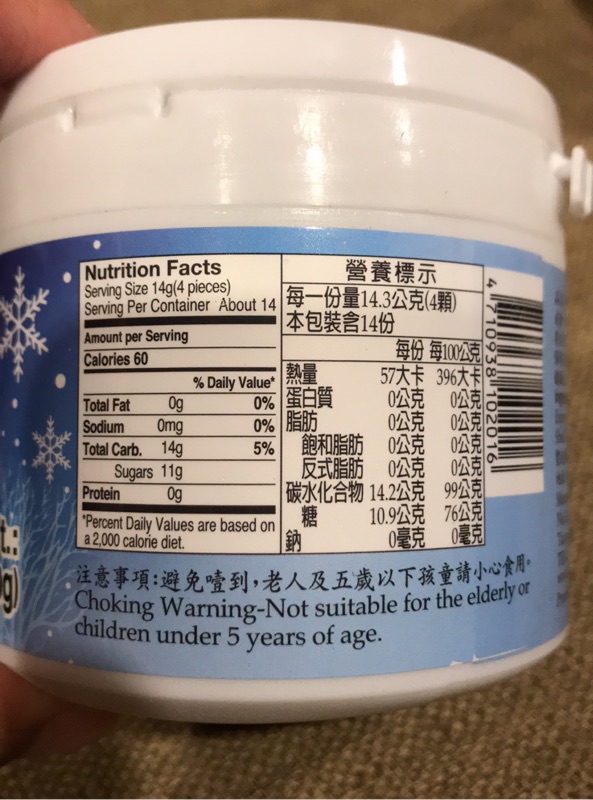 Nutrition Facts
Serving Size 14g(4 pieces)
Serving Per Container About 14
Amount per Serving
Calories 60
% Daily Value*
Total Fat 0g 0%
Sodium 0mg 0%
Total Carb. 14g 5%
Sugars 11g
Protein 0g
*Percent Daily Values are based on
a 2,000 calorie diet.
營養標示
每一份量14.3公克(4顆)
本包裝含14份
每份 每100公克
熱量 57大卡 396大卡
蛋白質 0公克 0公克
脂肪 0公克 0公克
飽和脂肪 0公克 0公克
反式脂肪 0公克 0公克
碳水化合物 14.2公克 99公克
糖 10.9公克 76公克
鈉 0毫克 0毫克
4 710938 102016
注意事項:避免噎到,老人及五歲以下孩童請小心食用。
Choking Warning-Not suitable for the elderly or
children under 5 years of age.
t.:
g)